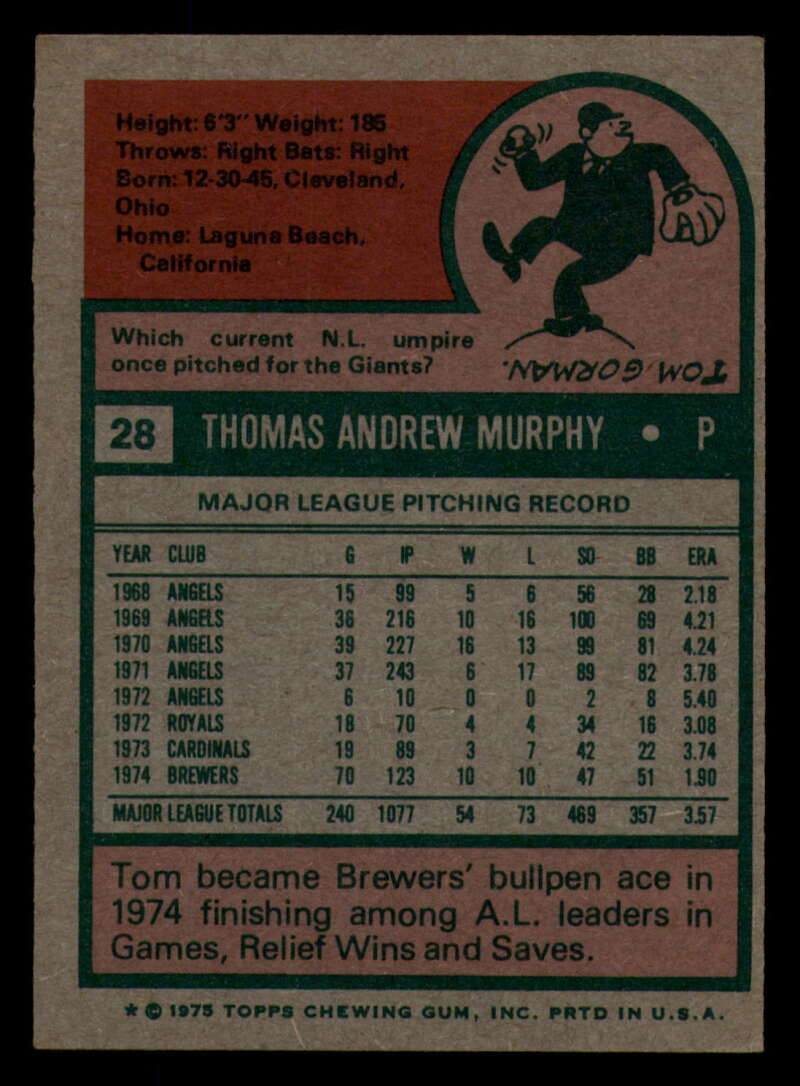 Height: 6'3" Weight: 185
Throws: Right Bats: Right
Born: 12-30-45, Cleveland,
Ohio
Home: Laguna Beach,
California
Which current N.L. umpire
once pitched for the Giants?
TOM GORMAN.
28 THOMAS ANDREW MURPHY • P
MAJOR LEAGUE PITCHING RECORD
YEAR CLUB G IP W L SO BB ERA
1968 ANGELS 15 99 5 6 56 28 2.18
1969 ANGELS 36 216 10 16 100 69 4.21
1970 ANGELS 39 227 16 13 99 81 4.24
1971 ANGELS 37 243 6 17 89 82 3.78
1972 ANGELS 6 10 0 0 2 8 5.40
1972 ROYALS 18 70 4 4 34 16 3.08
1973 CARDINALS 19 89 3 7 42 22 3.74
1974 BREWERS 70 123 10 10 47 51 1.90
MAJOR LEAGUE TOTALS 240 1077 54 73 469 357 3.57
Tom became Brewers' bullpen ace in
1974 finishing among A.L. leaders in
Games, Relief Wins and Saves.
* © 1975 TOPPS CHEWING GUM, INC. PRTD IN U.S.A.